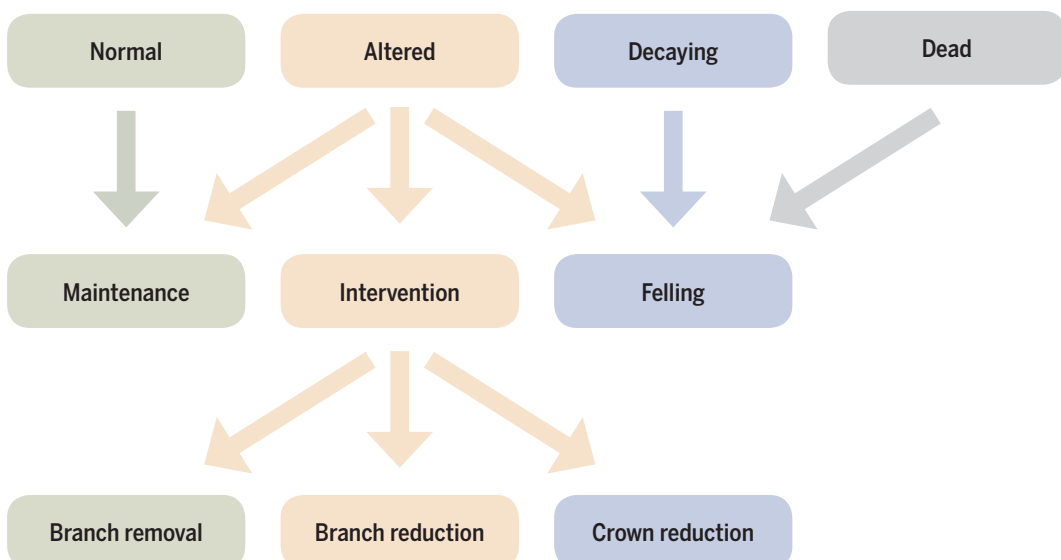 Normal
Altered
Decaying
Dead
Maintenance
Intervention
Felling
Branch removal
Branch reduction
Crown reduction